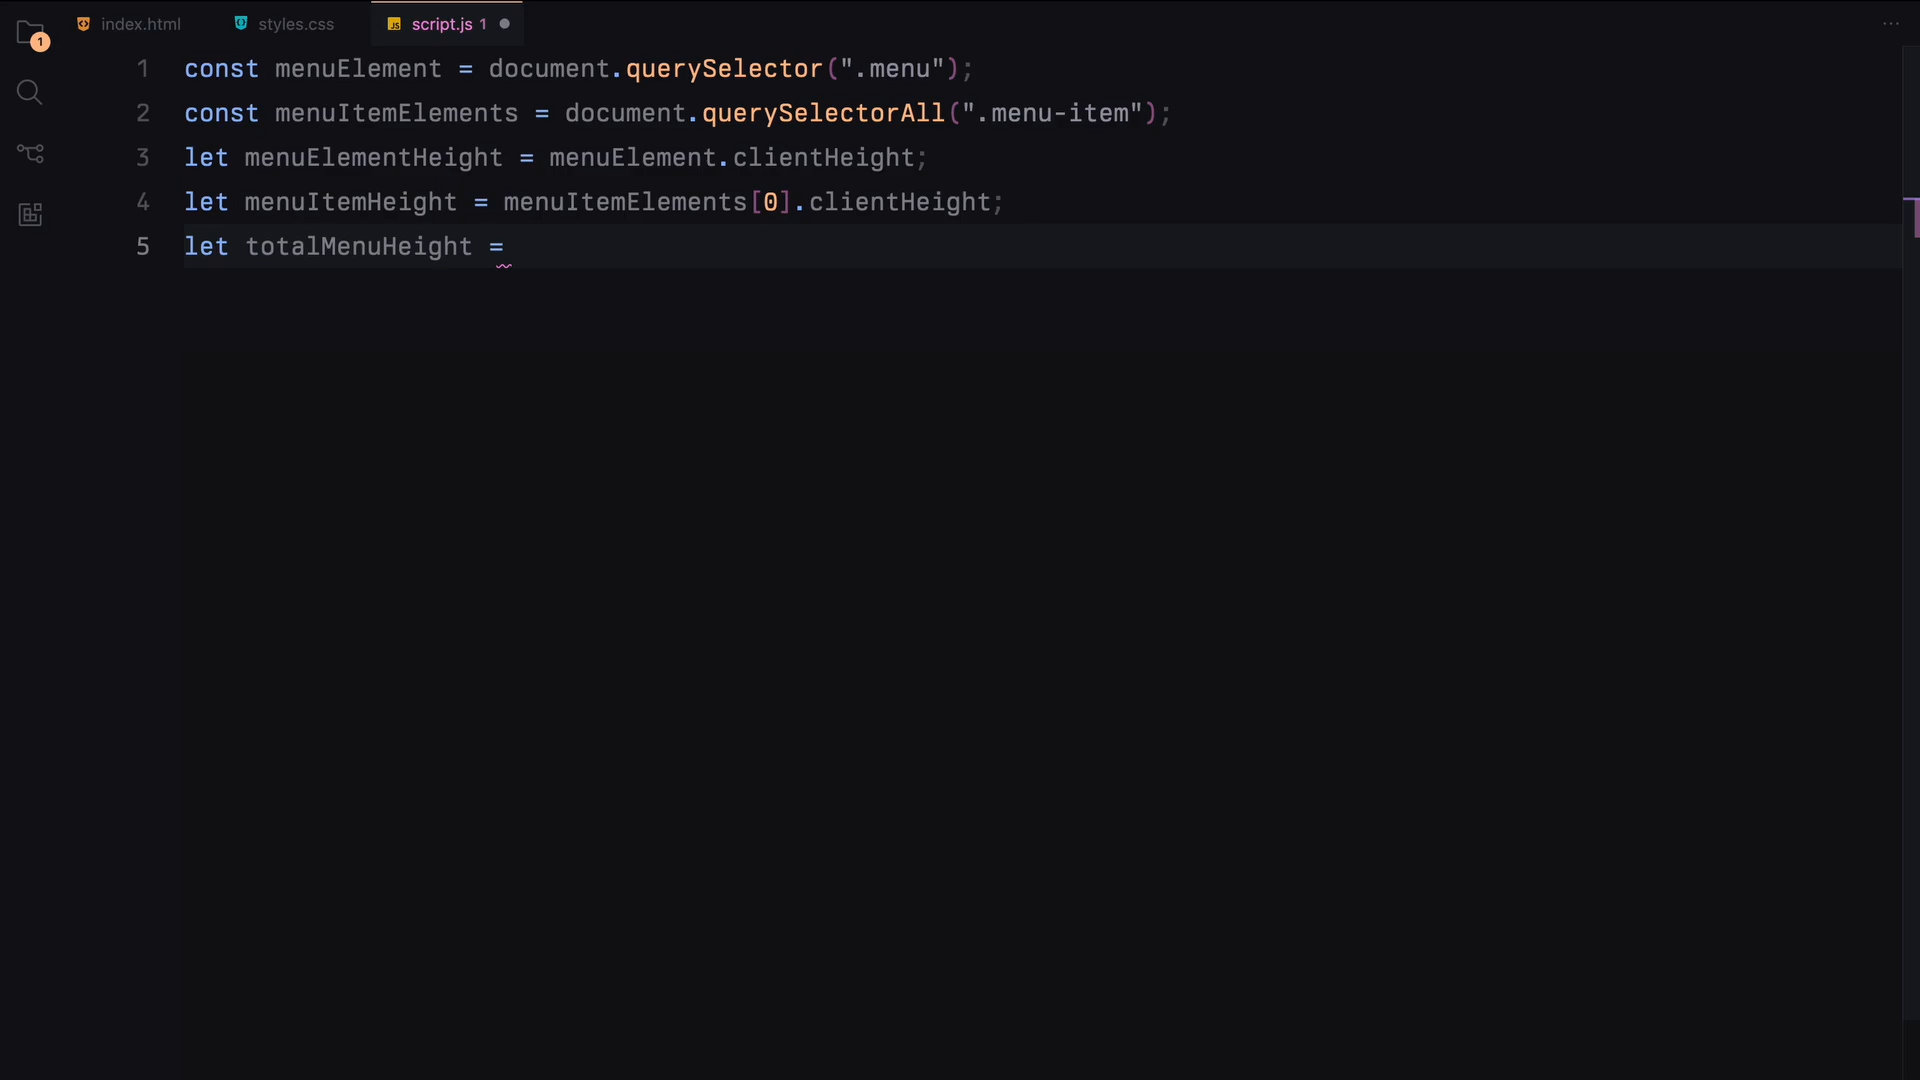 index.html styles.css script.js 1
1
1 const menuElement = document.querySelector(".menu");
2 const menuItemElements = document.querySelectorAll(".menu-item");
3 let menuElementHeight = menuElement.clientHeight;
4 let menuItemHeight = menuItemElements[0].clientHeight;
5 let totalMenuHeight =